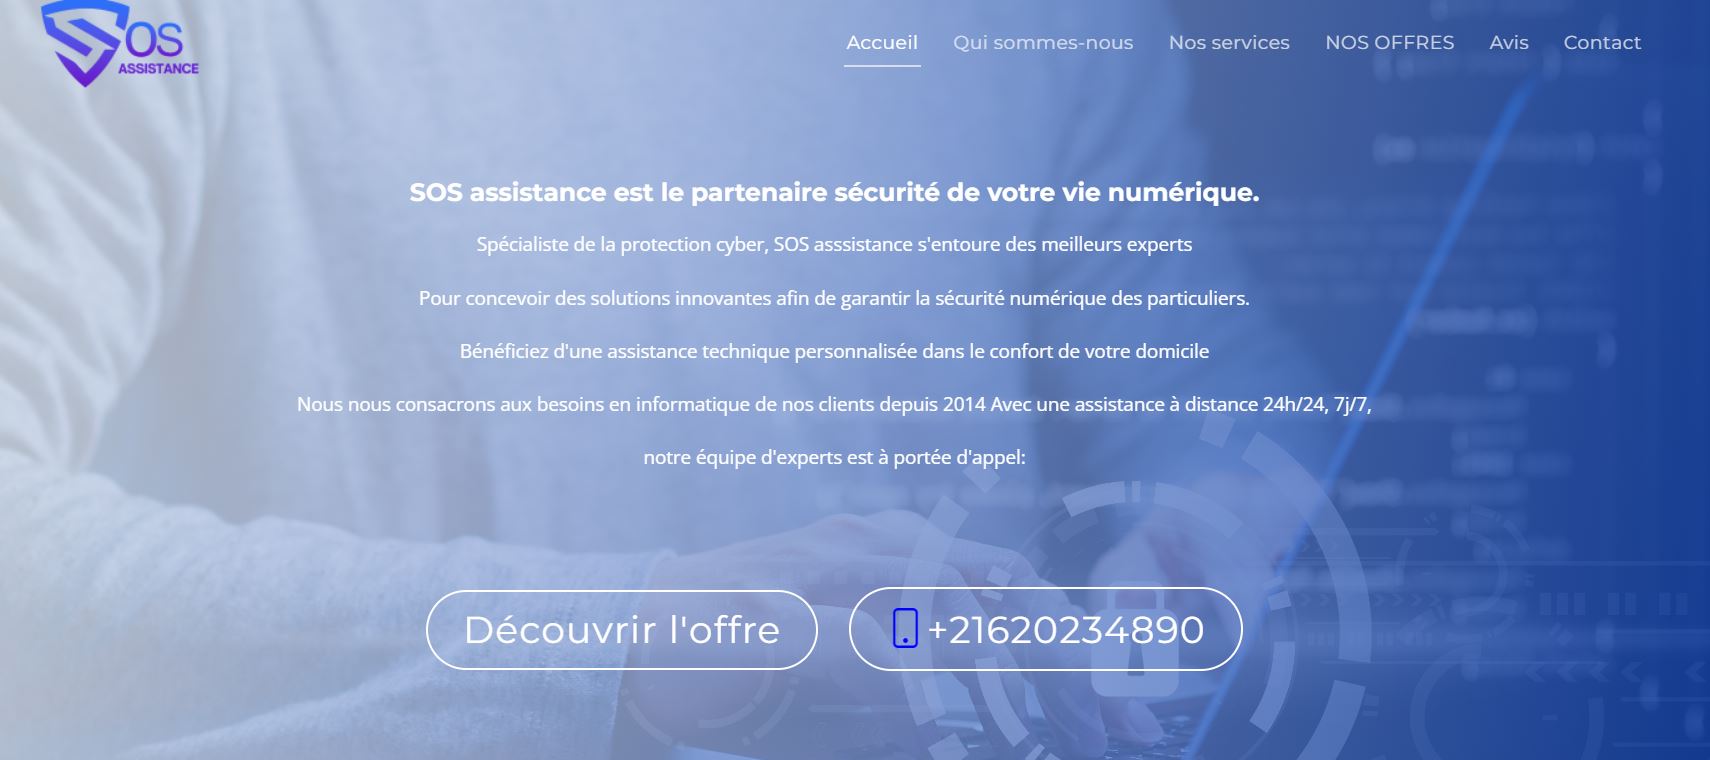 SOS
ASSISTANCE
Accueil
Qui sommes-nous
Nos services
NOS OFFRES
Avis
Contact
SOS assistance est le partenaire sécurité de votre vie numérique.
Spécialiste de la protection cyber, SOS asssistance s'entoure des meilleurs experts
Pour concevoir des solutions innovantes afin de garantir la sécurité numérique des particuliers.
Bénéficiez d'une assistance technique personnalisée dans le confort de votre domicile
Nous nous consacrons aux besoins en informatique de nos clients depuis 2014 Avec une assistance à distance 24h/24, 7j/7,
notre équipe d'experts est à portée d'appel:
Découvrir l'offre
+21620234890